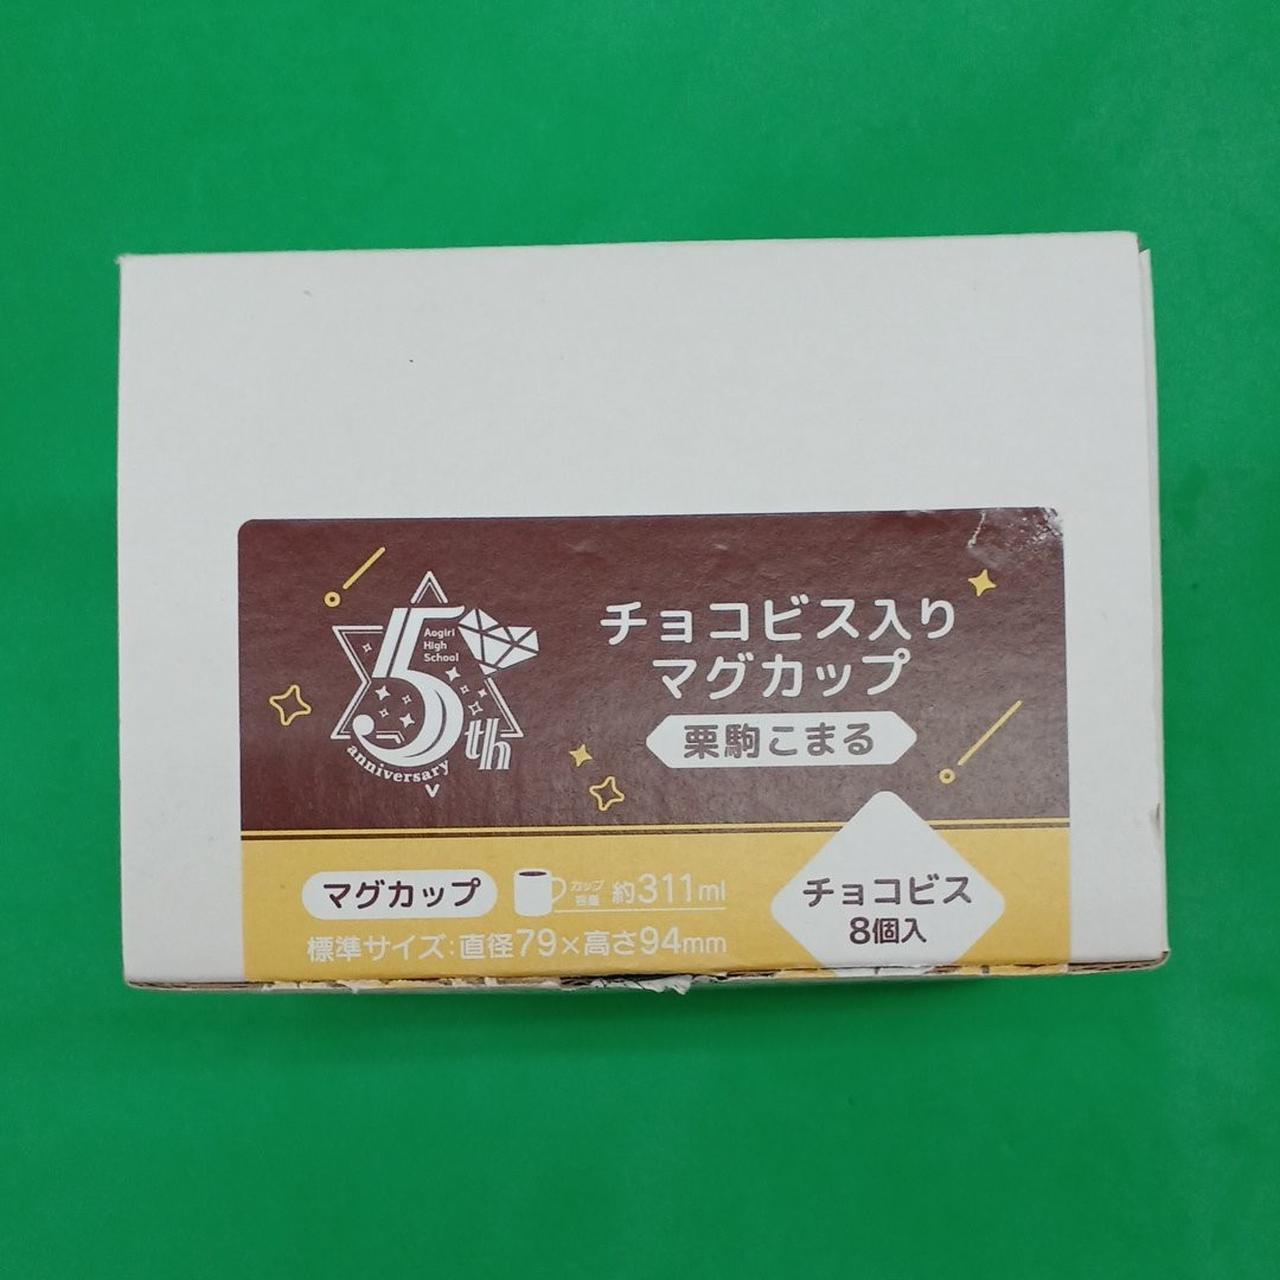 5th
Aogiri
High
School
anniversary
チョコビス入り
マグカップ
栗駒こまる
マグカップ
カップ
容量
約311ml
標準サイズ:直径79×高さ94mm
チョコビス
8個入